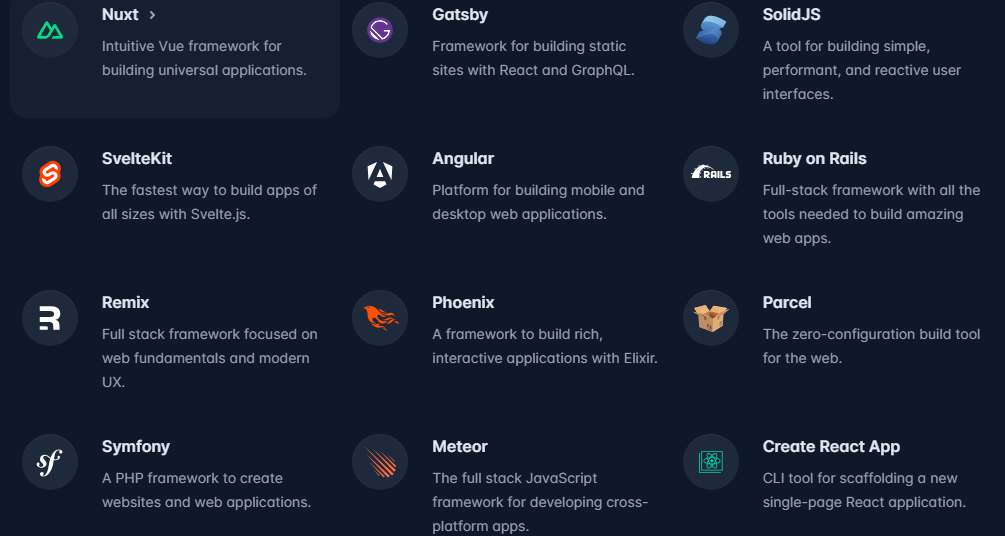 Nuxt >
Intuitive Vue framework for
building universal applications.
Gatsby
Framework for building static
sites with React and GraphQL.
SolidJS
A tool for building simple,
performant, and reactive user
interfaces.
SvelteKit
The fastest way to build apps of
all sizes with Svelte.js.
Angular
Platform for building mobile and
desktop web applications.
RAILS
Ruby on Rails
Full-stack framework with all the
tools needed to build amazing
web apps.
Remix
Full stack framework focused on
web fundamentals and modern
UX.
Phoenix
A framework to build rich,
interactive applications with Elixir.
Parcel
The zero-configuration build tool
for the web.
sf
Symfony
A PHP framework to create
websites and web applications.
Meteor
The full stack JavaScript
framework for developing cross-
platform apps.
Create React App
CLI tool for scaffolding a new
single-page React application.